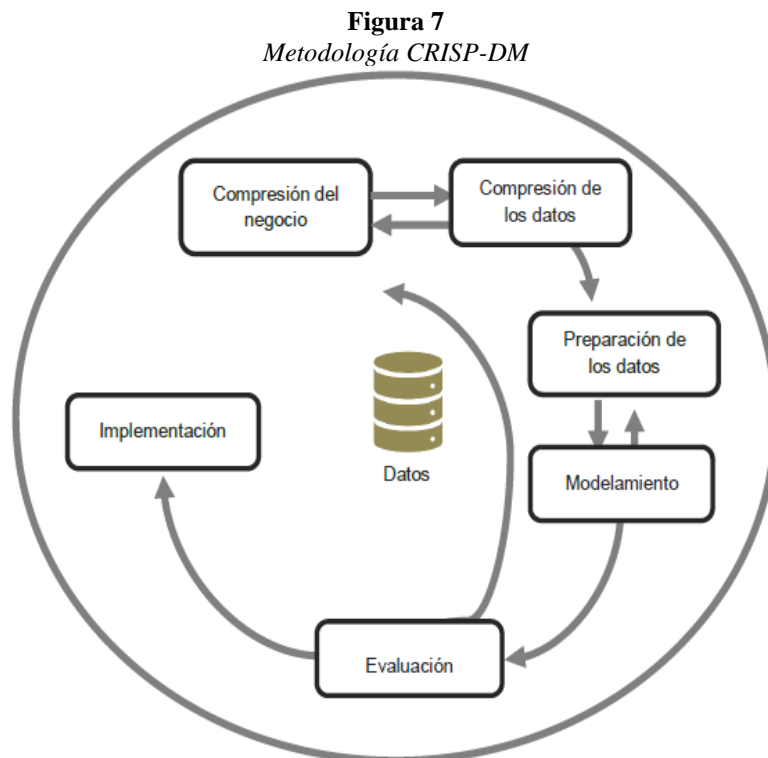 Figura 7
Metodología CRISP-DM
Compresión del
negocio
Compresión de
los datos
Preparación de
los datos
Implementación
Datos
Modelamiento
Evaluación